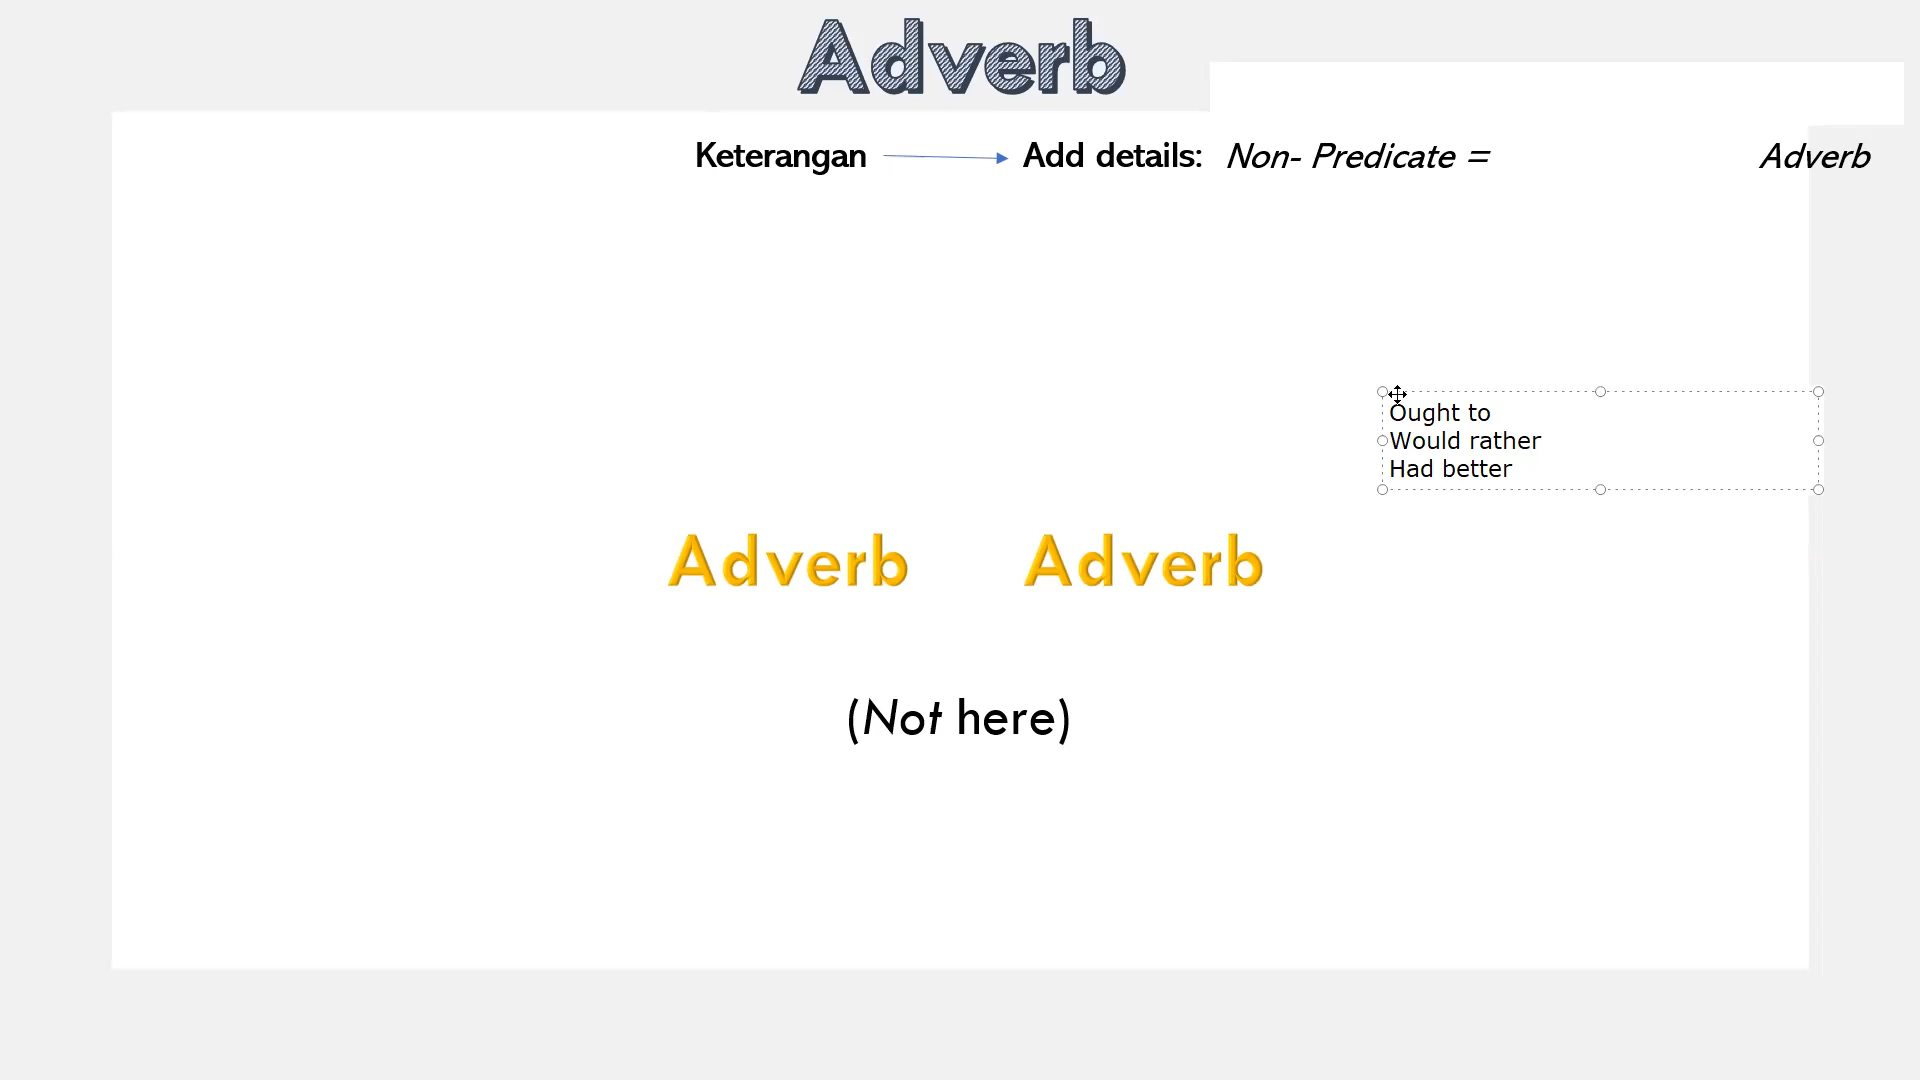 Adverb
Keterangan Add details: Non- Predicate = Adverb
Ought to
Would rather
Had better
Adverb Adverb
(Not here)